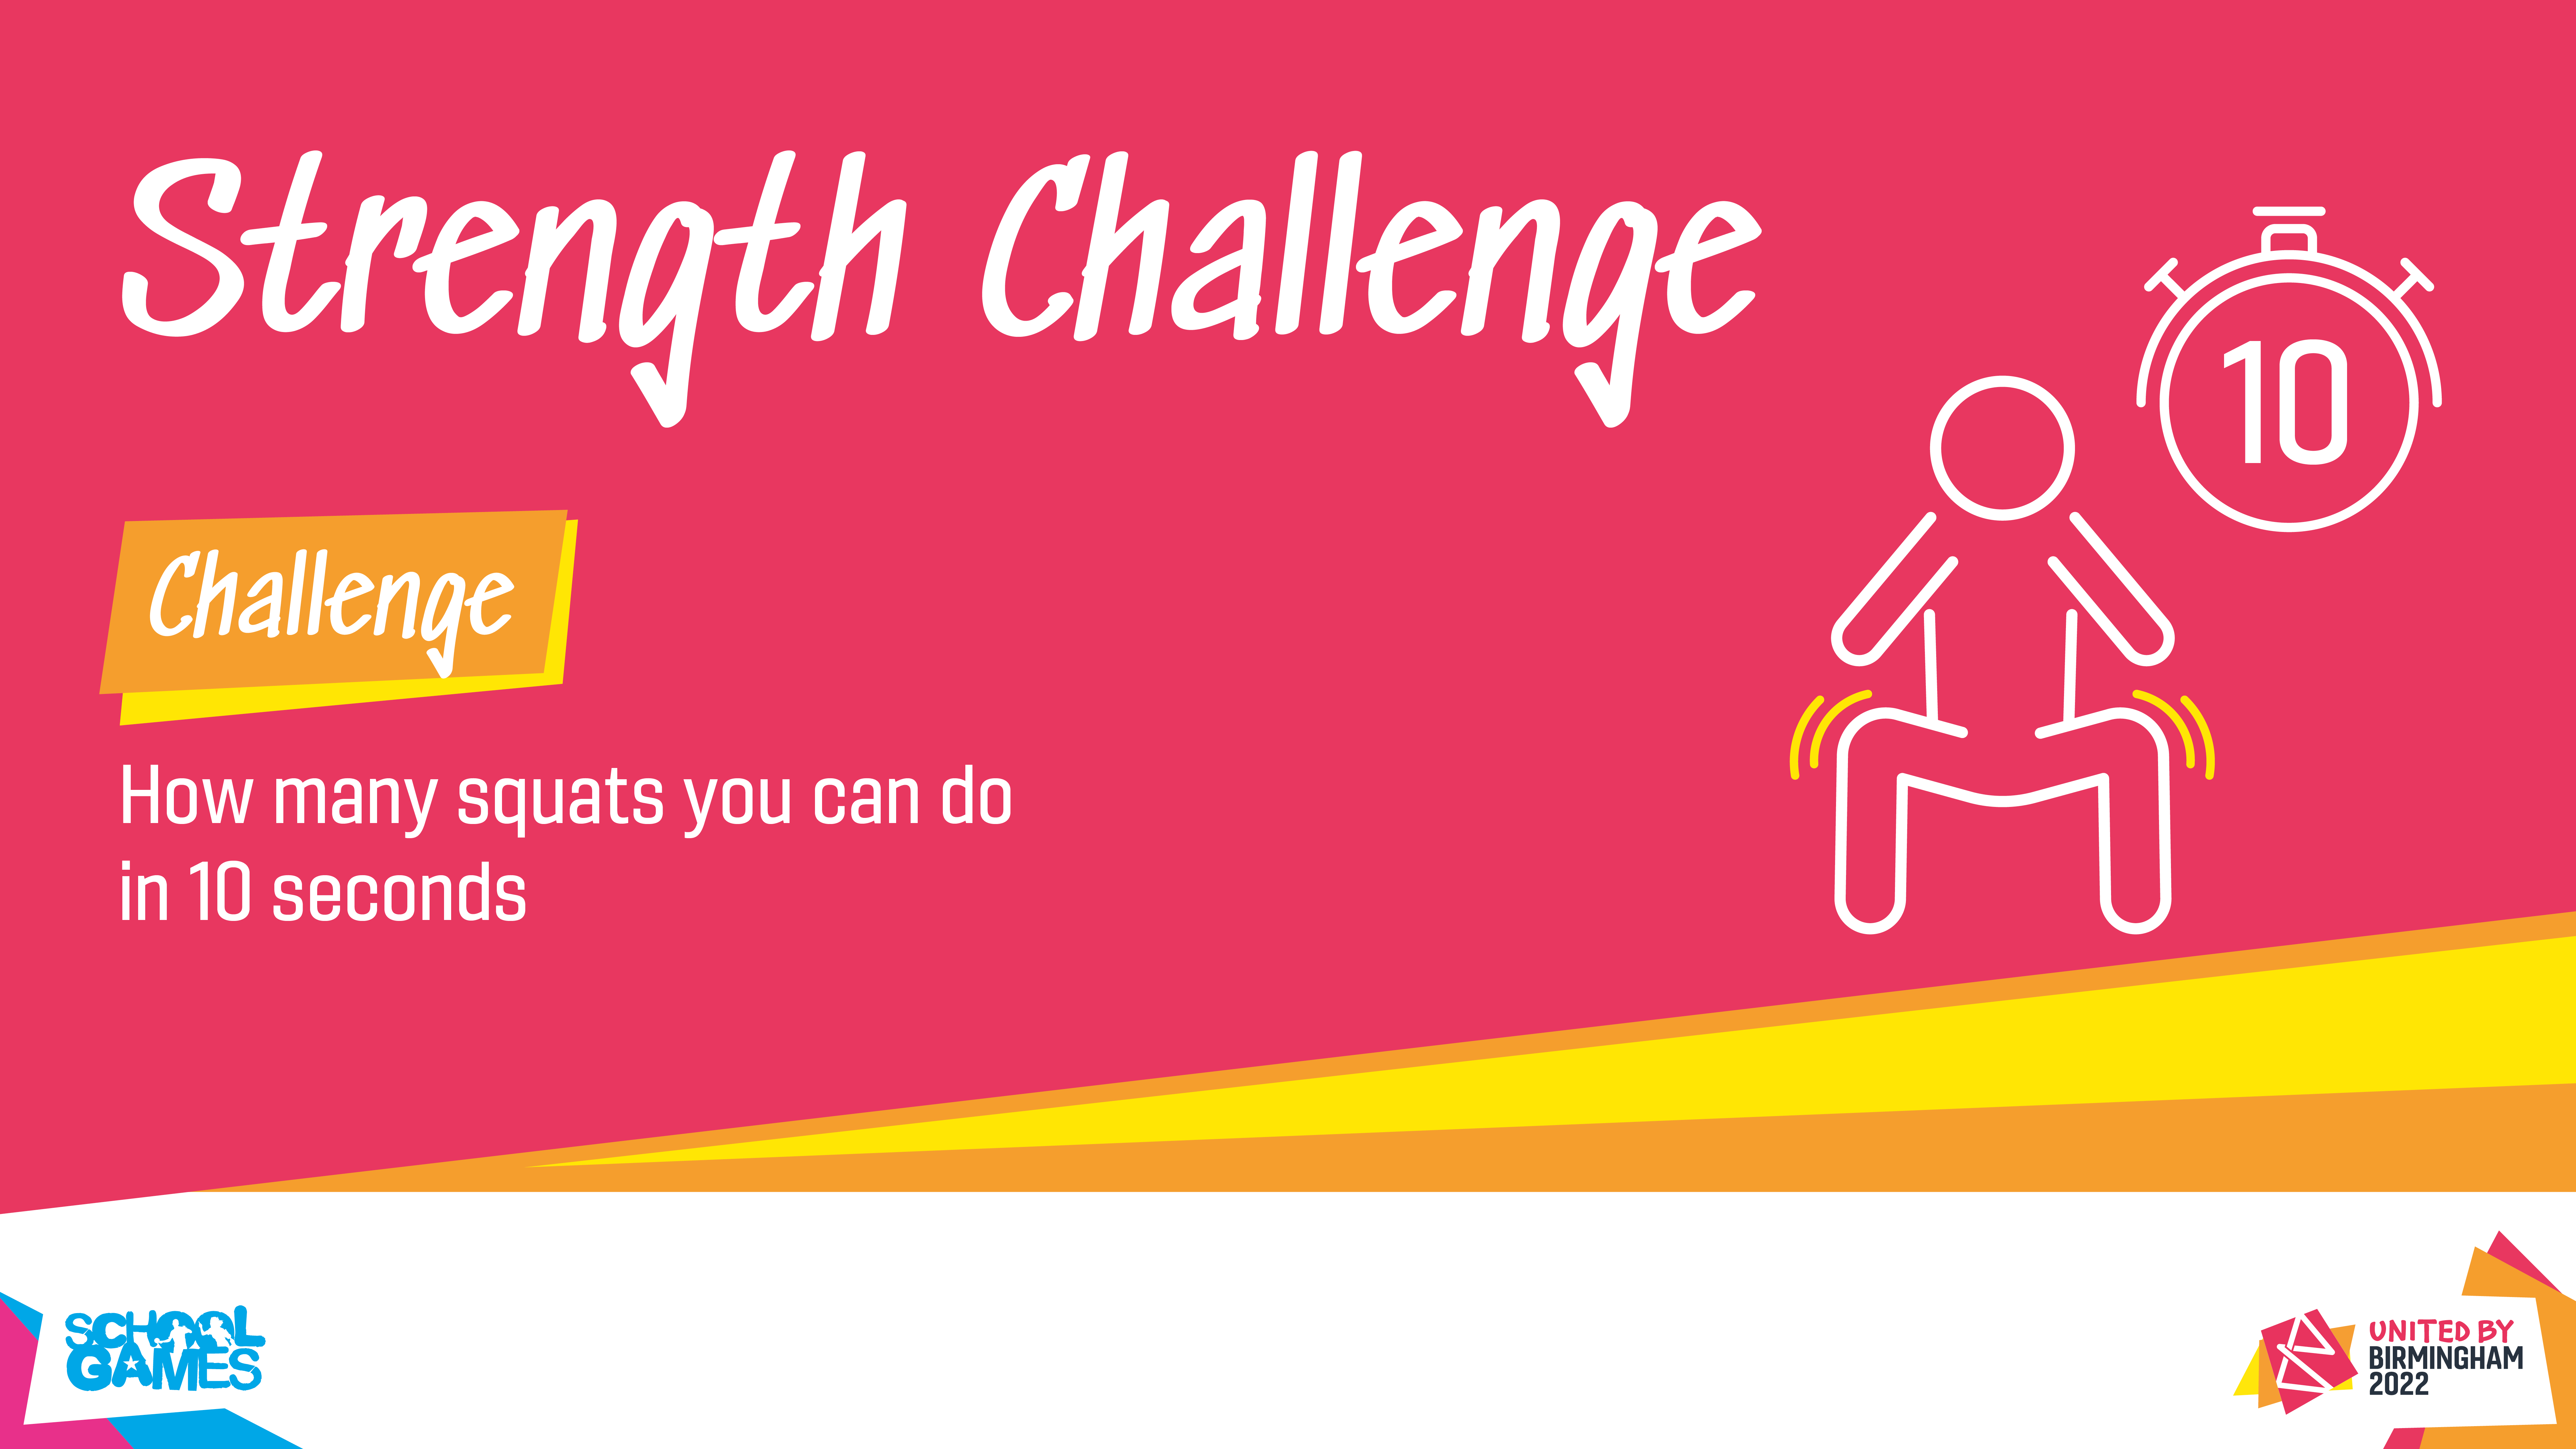 Strength Challenge
10
Challenge
How many squats you can do
in 10 seconds
SCHOOL
GAMES
UNITED BY
BIRMINGHAM
2022